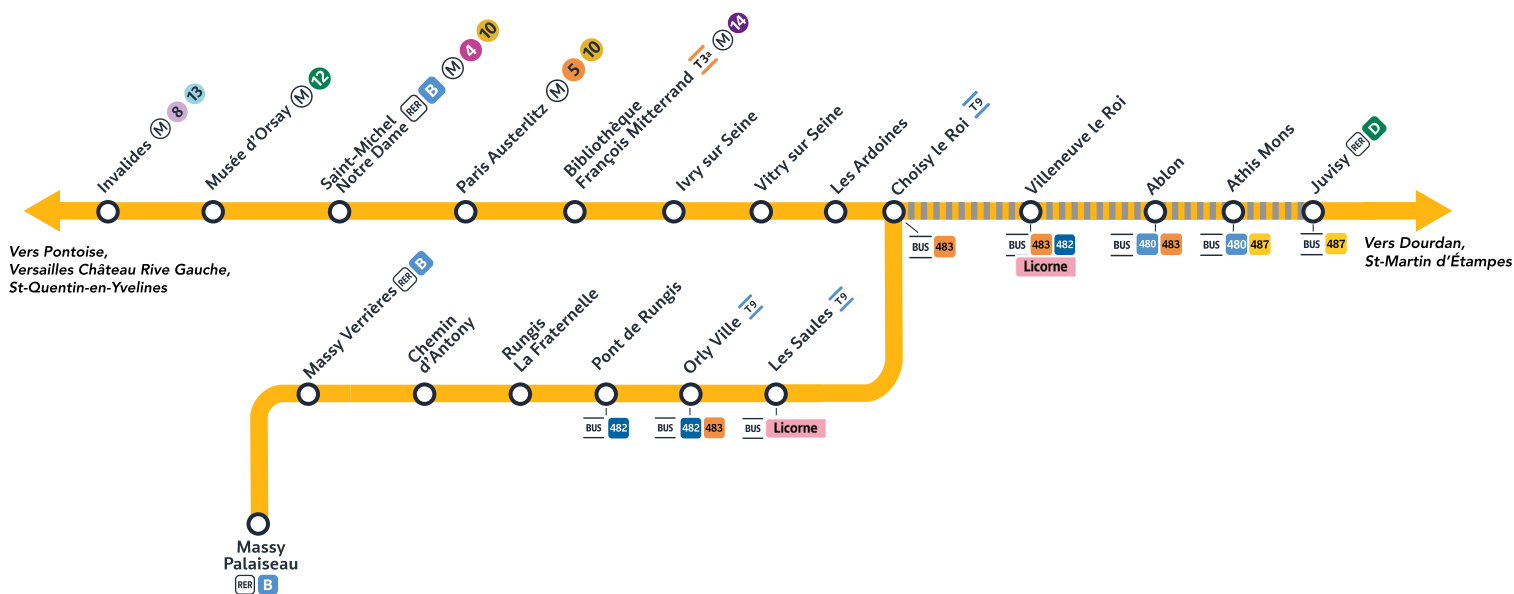 Invalides M 8 13
Musée d'Orsay M 12
Saint-Michel
Notre Dame RER B M 4 10
Paris Austerlitz M 5 10
Bibliothèque
François Mitterrand T3a M 14
Ivry sur Seine
Vitry sur Seine
Les Ardoines
Choisy le Roi T9
Villeneuve le Roi
Ablon
Athis Mons
Juvisy RER D
BUS 483
BUS 483 482
Licorne
BUS 480 483
BUS 480 487
BUS 487
Vers Pontoise,
Versailles Château Rive Gauche,
St-Quentin-en-Yvelines
Vers Dourdan,
St-Martin d'Étampes
Massy Verrières RER B
Chemin
d'Antony
Rungis
La Fraternelle
Pont de Rungis
Orly Ville T9
Les Saules T9
BUS 482
BUS 482 483
BUS Licorne
Massy
Palaiseau
RER B